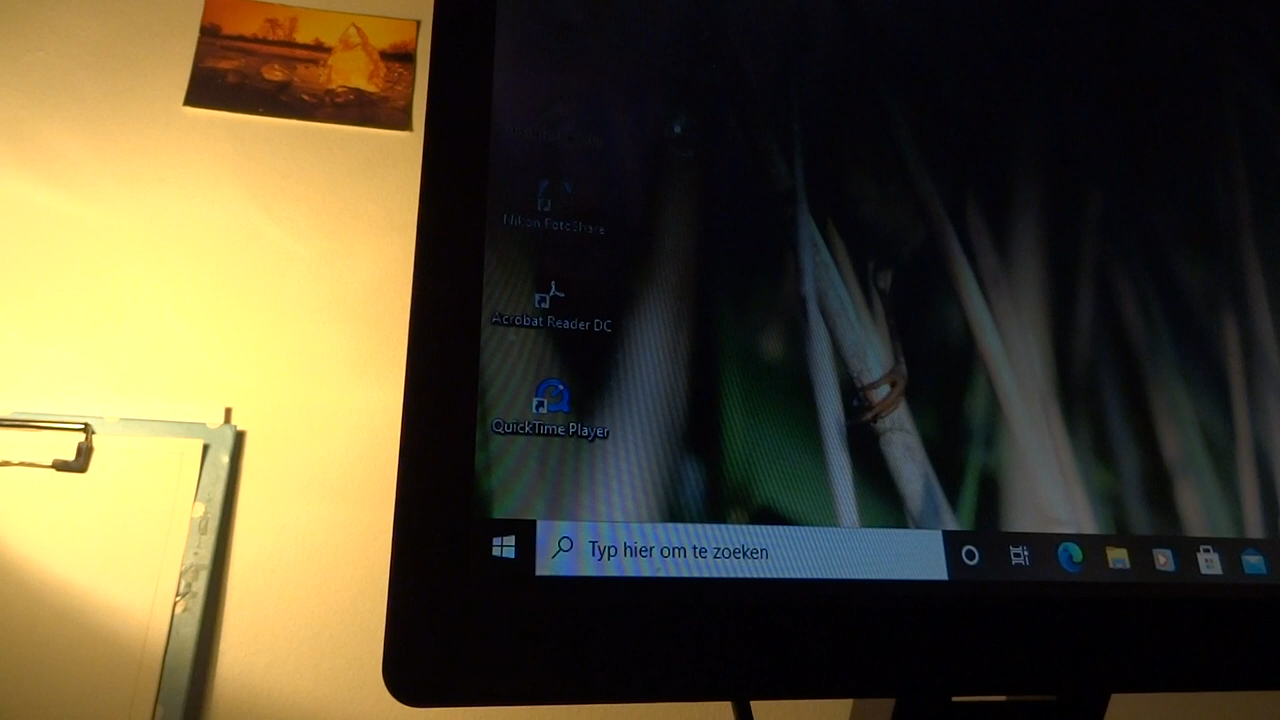 Nikon FotoShare
Acrobat Reader DC
QuickTime Player
Typ hier om te zoeken